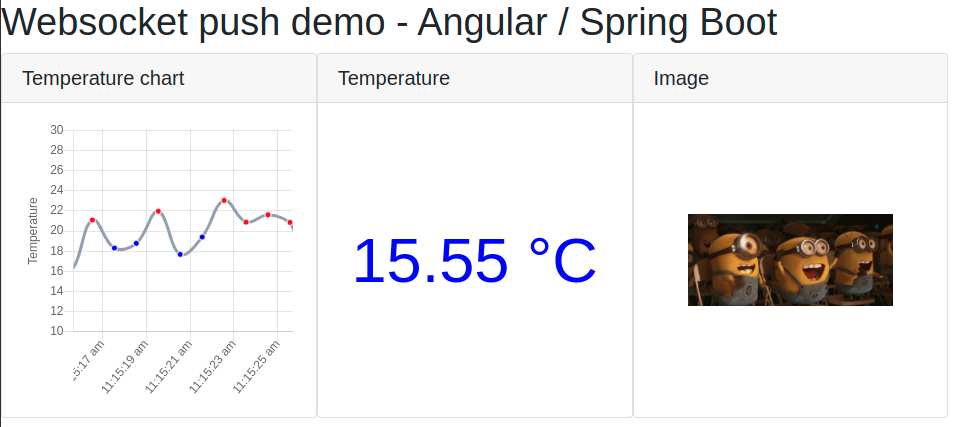 Websocket push demo - Angular / Spring Boot
Temperature chart
Temperature
Image
30
28
26
24
22
20
18
16
14
12
10
Temperature
5:17 am
11:15:19 am
11:15:21 am
11:15:23 am
11:15:25 am
15.55 °C